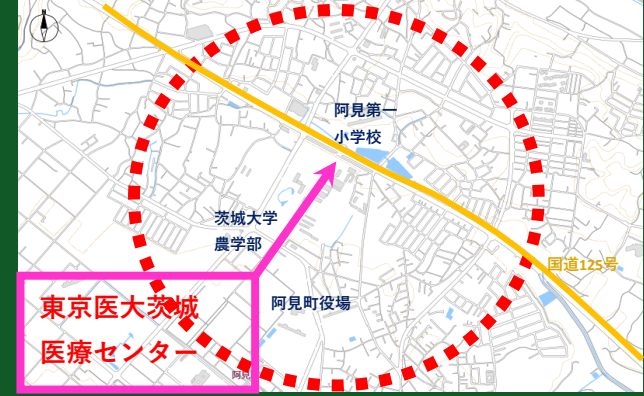 阿見第一
小学校
茨城大学
農学部
国道125号
阿見町役場
東京医大茨城
医療センター
阿見